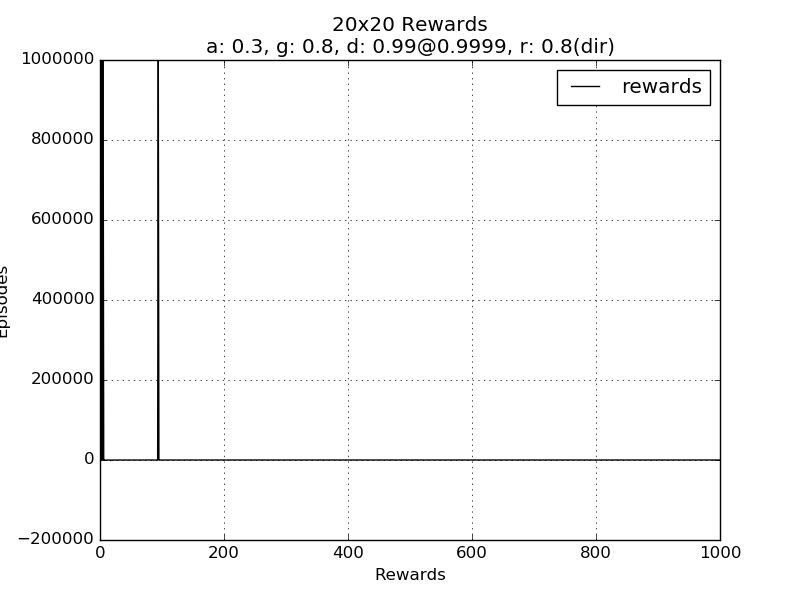 20x20 Rewards
a: 0.3, g: 0.8, d: 0.99@0.9999, r: 0.8(dir)
rewards
1000000
800000
600000
400000
200000
0
−200000
Episodes
0 200 400 600 800 1000
Rewards